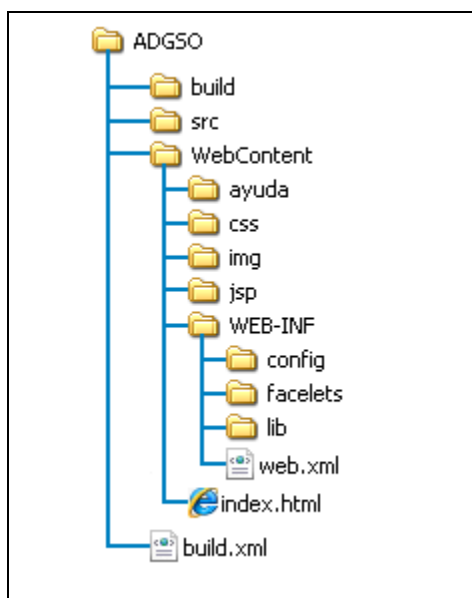 ADGSO
build
src
WebContent
ayuda
css
img
jsp
WEB-INF
config
facelets
lib
web.xml
index.html
build.xml